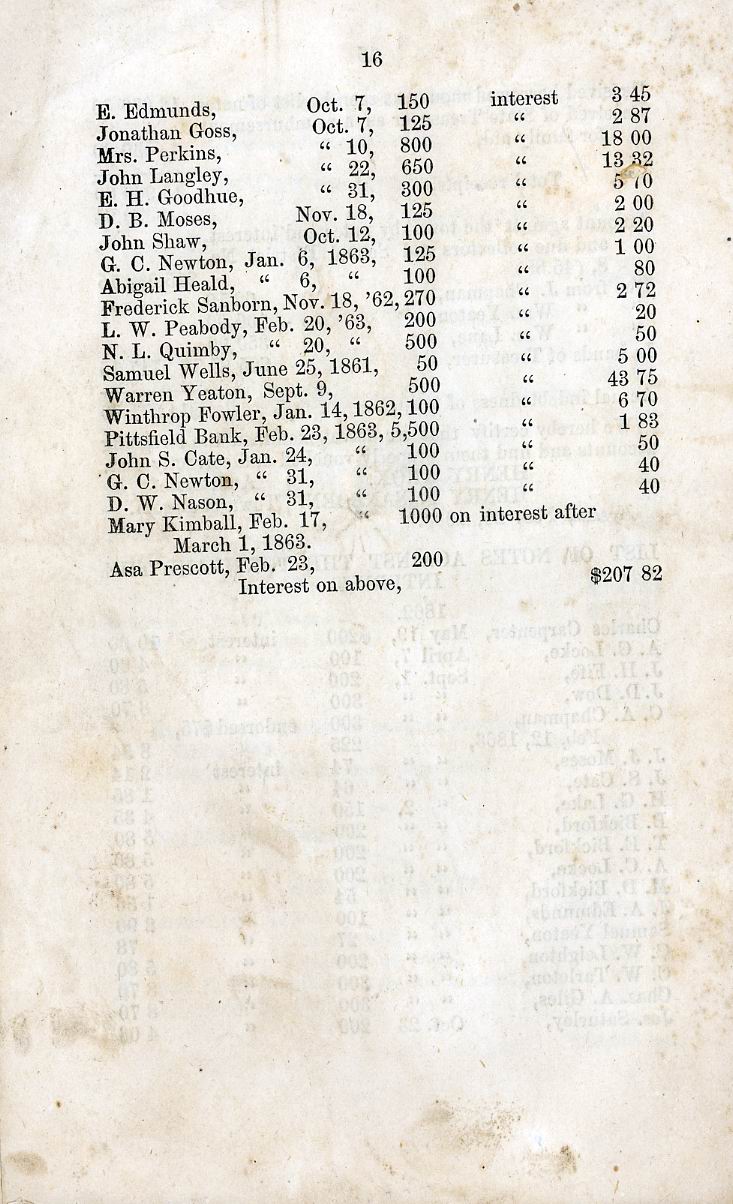 16
E. Edmunds, Oct. 7, 150 interest 3 45
Jonathan Goss, Oct. 7, 125 “ 2 87
Mrs. Perkins, “ 10, 800 “ 18 00
John Langley, “ 22, 650 “ 13 32
E. H. Goodhue, “ 31, 300 “ 5 70
D. B. Moses, Nov. 18, 125 “ 2 00
John Shaw, Oct. 12, 100 “ 2 20
G. C. Newton, Jan. 6, 1863, 125 “ 1 00
Abigail Heald, “ 6, “ 100 “ 80
Frederick Sanborn, Nov. 18, ’62, 270 “ 2 72
L. W. Peabody, Feb. 20, ’63, 200 “ 20
N. L. Quimby, “ 20, “ 500 “ 50
Samuel Wells, June 25, 1861, 50 “ 5 00
Warren Yeaton, Sept. 9, 500 “ 43 75
Winthrop Fowler, Jan. 14, 1862, 100 “ 6 70
Pittsfield Bank, Feb. 23, 1863, 5,500 “ 1 83
John S. Cate, Jan. 24, “ 100 “ 50
G. C. Newton, “ 31, “ 100 “ 40
D. W. Nason, “ 31, “ 100 “ 40
Mary Kimball, Feb. 17, “ 1000 on interest after
March 1, 1863.
Asa Prescott, Feb. 23, 200
Interest on above, $207 82